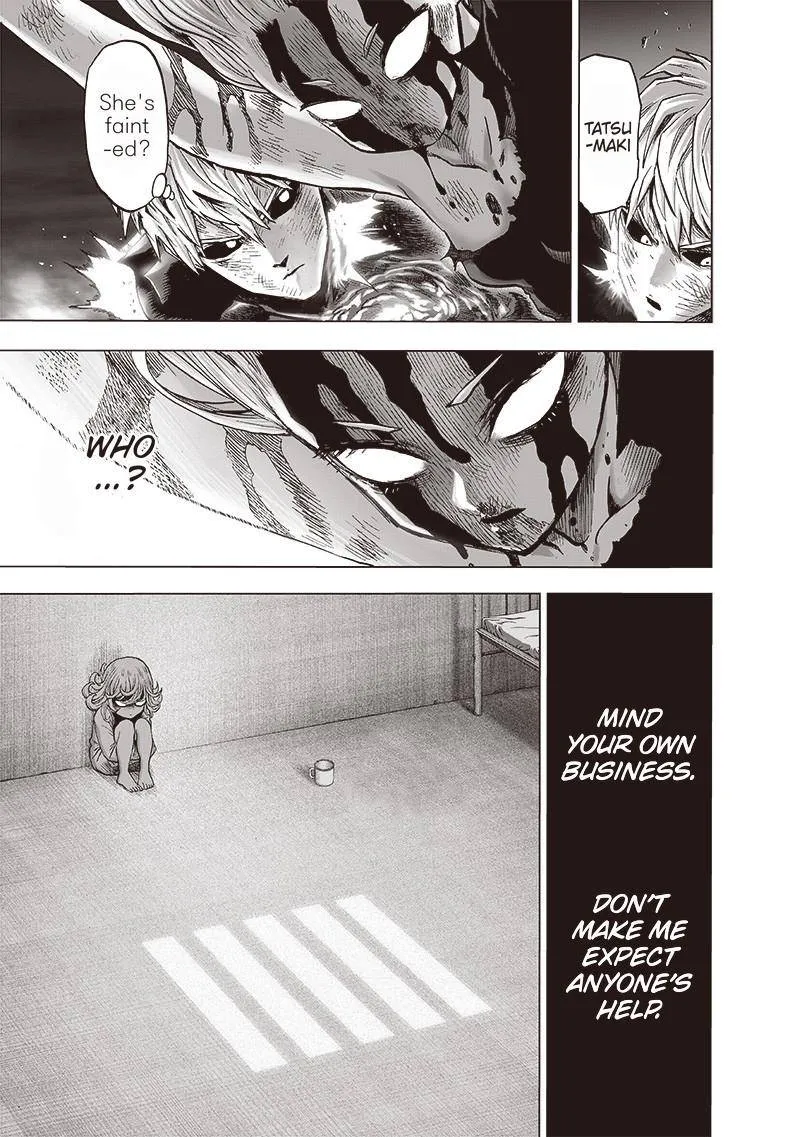 TATSU
-MAKI
She's
faint
-ed?
WHO
...?
MIND
YOUR OWN
BUSINESS.
DON'T
MAKE ME
EXPECT
ANYONE'S
HELP.